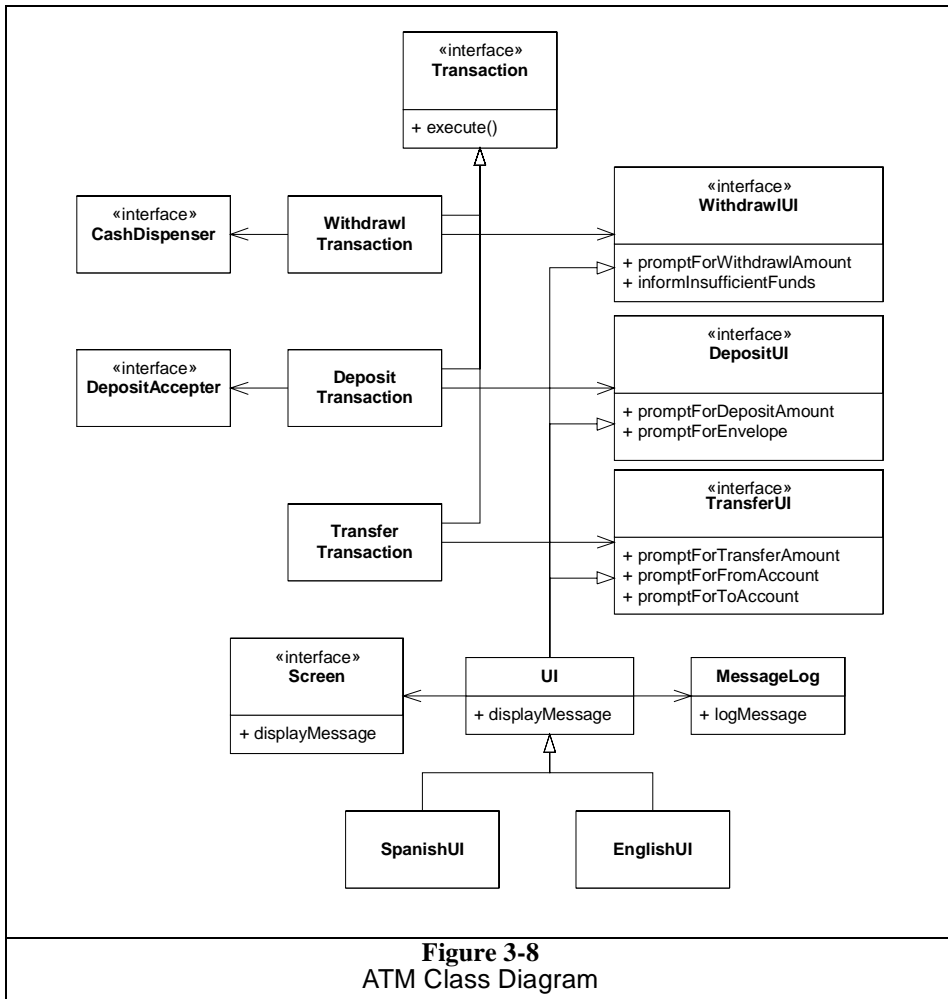 «interface»
Transaction
+ execute()
«interface»
CashDispenser
Withdrawl
Transaction
«interface»
WithdrawlUI
+ promptForWithdrawlAmount
+ informInsufficientFunds
«interface»
DepositAccepter
Deposit
Transaction
«interface»
DepositUI
+ promptForDepositAmount
+ promptForEnvelope
Transfer
Transaction
«interface»
TransferUI
+ promptForTransferAmount
+ promptForFromAccount
+ promptForToAccount
«interface»
Screen
+ displayMessage
UI
+ displayMessage
MessageLog
+ logMessage
SpanishUI
EnglishUI
Figure 3-8
ATM Class Diagram